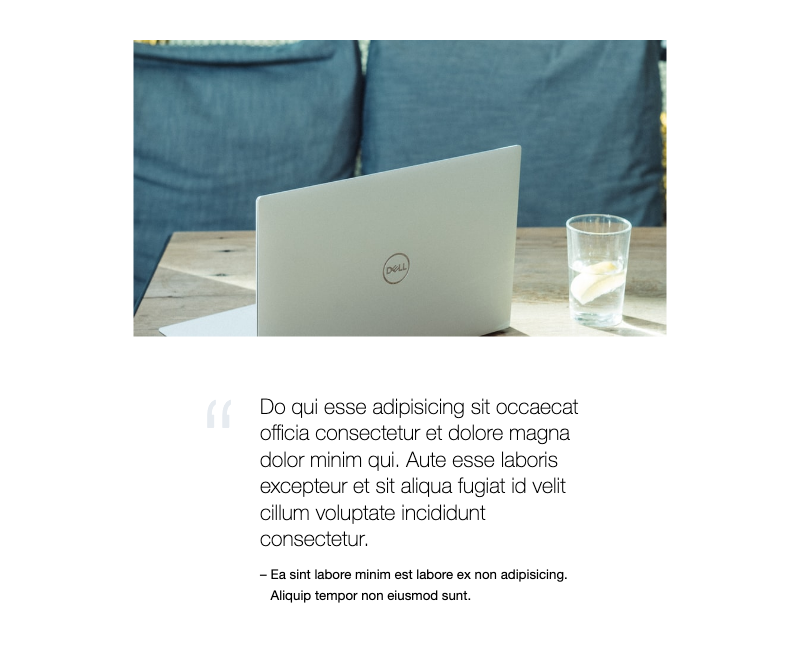 DELL
“
Do qui esse adipisicing sit occaecat
officia consectetur et dolore magna
dolor minim qui. Aute esse laboris
excepteur et sit aliqua fugiat id velit
cillum voluptate incididunt
consectetur.
– Ea sint labore minim est labore ex non adipisicing.
Aliquip tempor non eiusmod sunt.